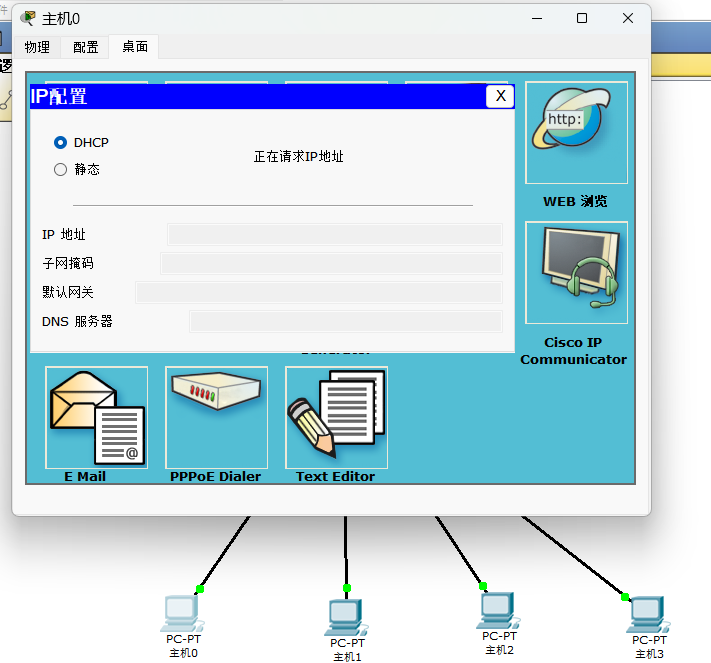 件
主机0
物理 配置 桌面
逻
IP配置
X
http:
DHCP
正在请求IP地址
静态
WEB 浏览
IP 地址
子网掩码
默认网关
DNS 服务器
Cisco IP
Communicator
E Mail
PPPoE Dialer
Text Editor
@
PC-PT
主机0
PC-PT
主机1
PC-PT
主机2
PC-PT
主机3